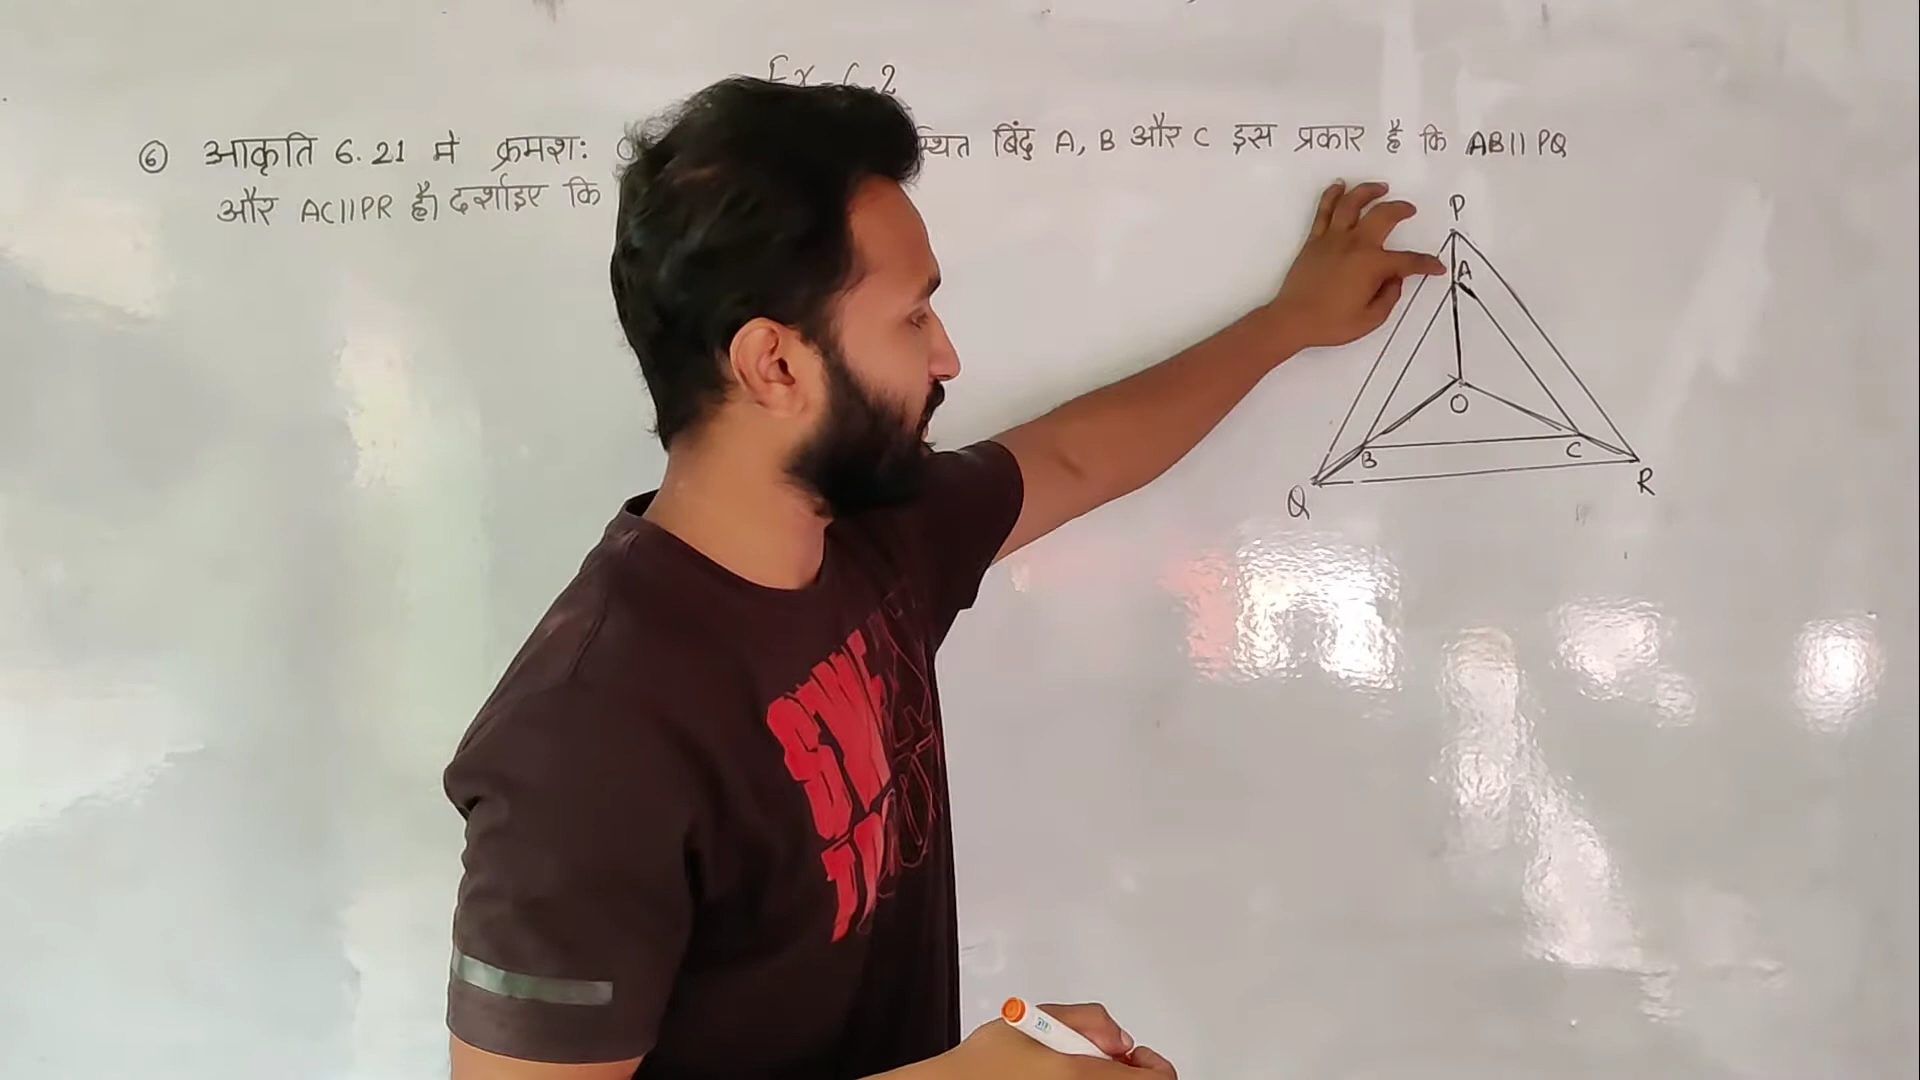 Ex-6.2
⑥ आकृति 6.21 में क्रमशः बिंदु A, B और C इस प्रकार है कि AB||PQ
और AC||PR है। दर्शाइए कि
P
A
O
B C
Q R